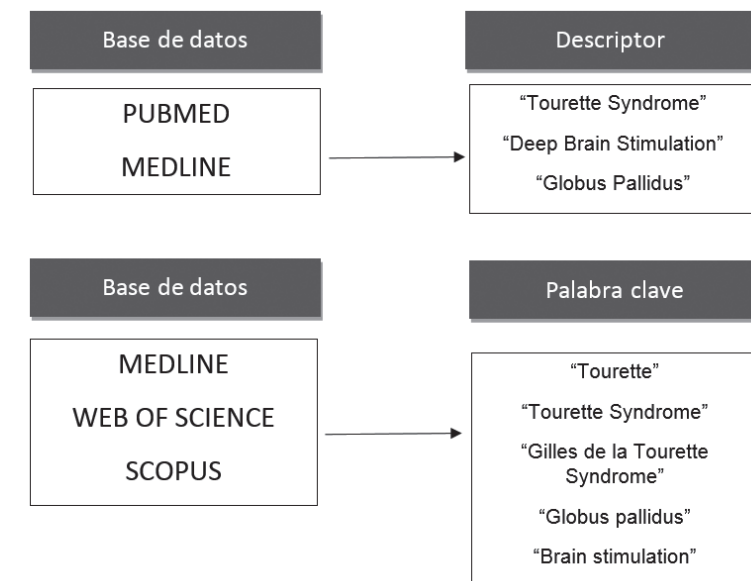 Base de datos
Descriptor
PUBMED
MEDLINE
“Tourette Syndrome”
“Deep Brain Stimulation”
“Globus Pallidus”
Base de datos
Palabra clave
MEDLINE
WEB OF SCIENCE
SCOPUS
“Tourette”
“Tourette Syndrome”
“Gilles de la Tourette
Syndrome”
“Globus pallidus”
“Brain stimulation”